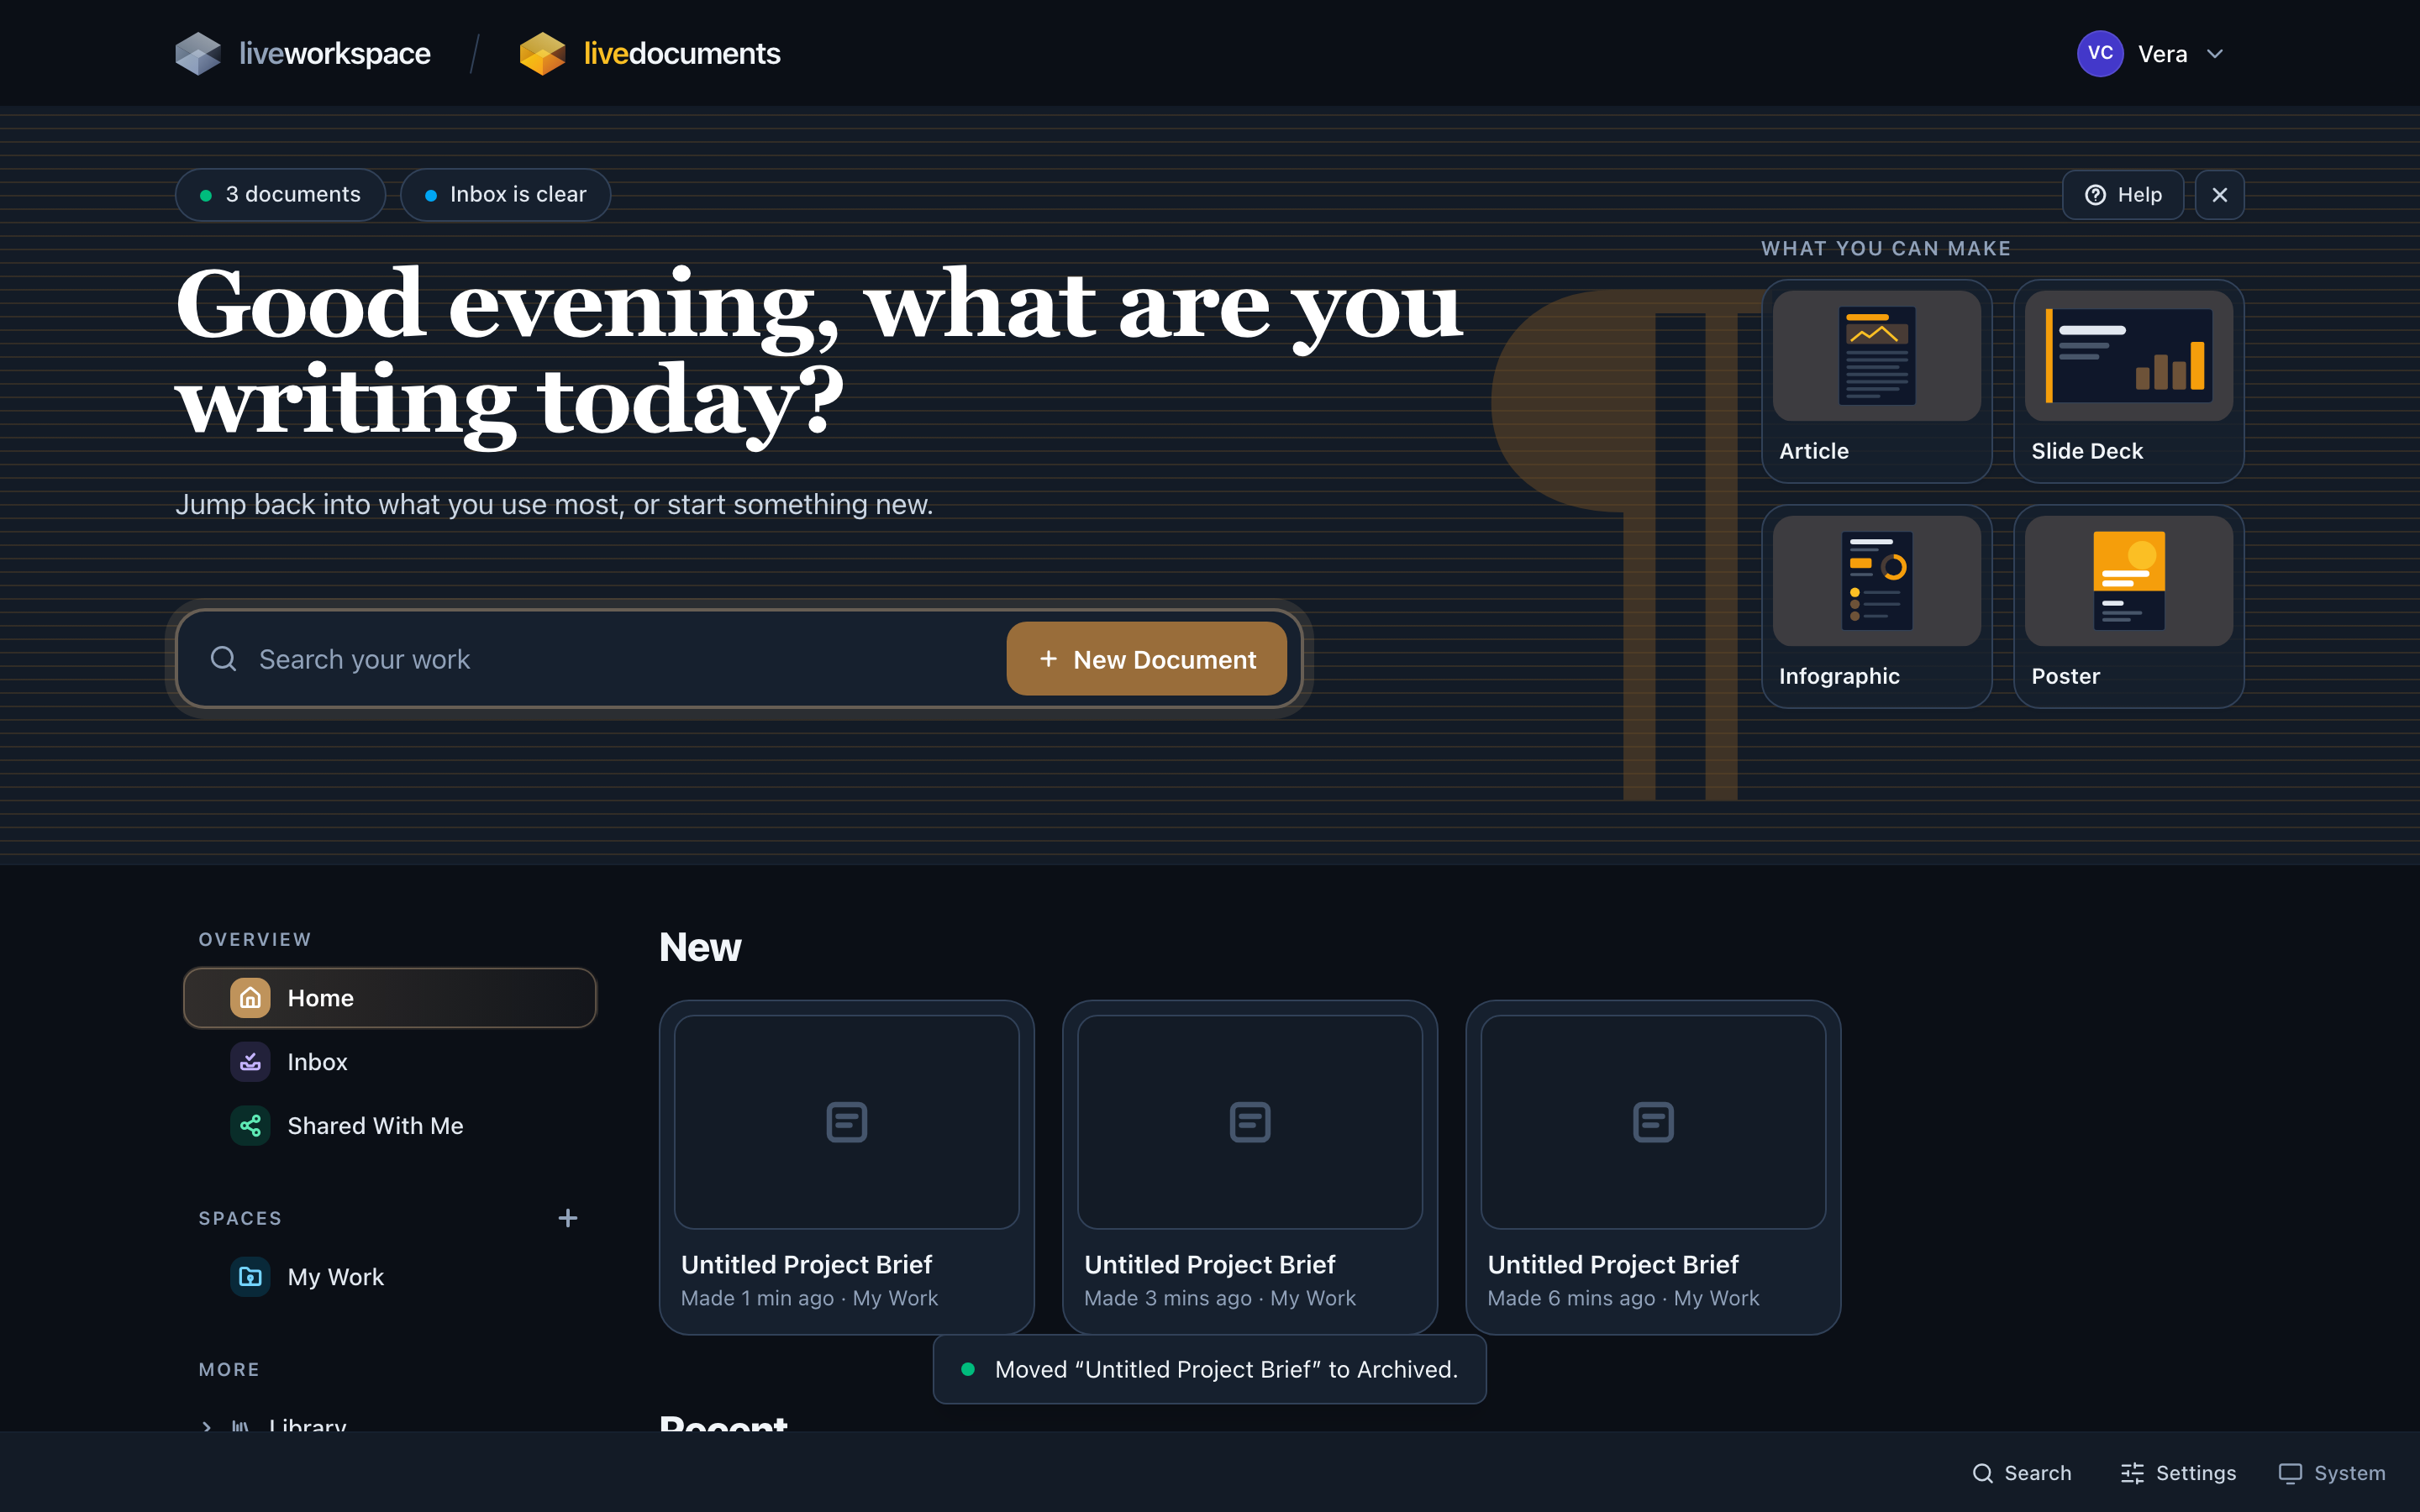 liveworkspace / livedocuments
VC Vera
3 documents
Inbox is clear
Help
Good evening, what are you
writing today?
Jump back into what you use most, or start something new.
Search your work
+ New Document
WHAT YOU CAN MAKE
Article
Slide Deck
Infographic
Poster
OVERVIEW
Home
Inbox
Shared With Me
SPACES
My Work
MORE
Library
New
Untitled Project Brief
Made 1 min ago · My Work
Untitled Project Brief
Made 3 mins ago · My Work
Untitled Project Brief
Made 6 mins ago · My Work
Moved “Untitled Project Brief” to Archived.
Recent
Search
Settings
System